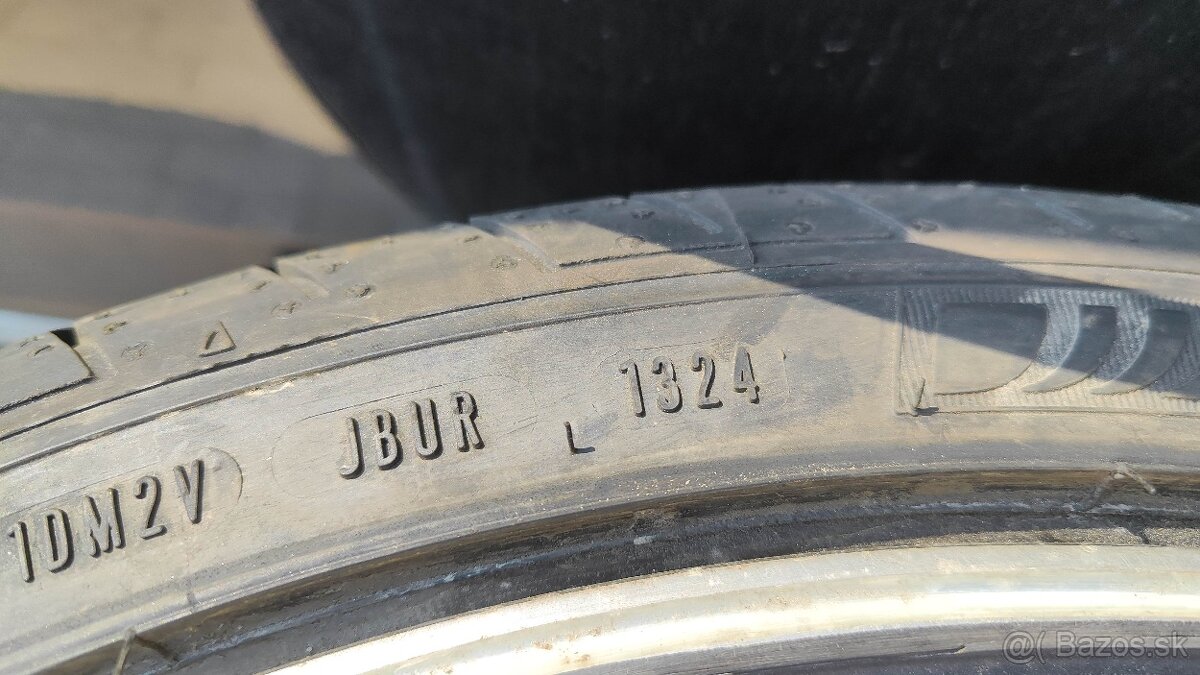 1DM2V JBUR L 1324
@( Bazos.sk